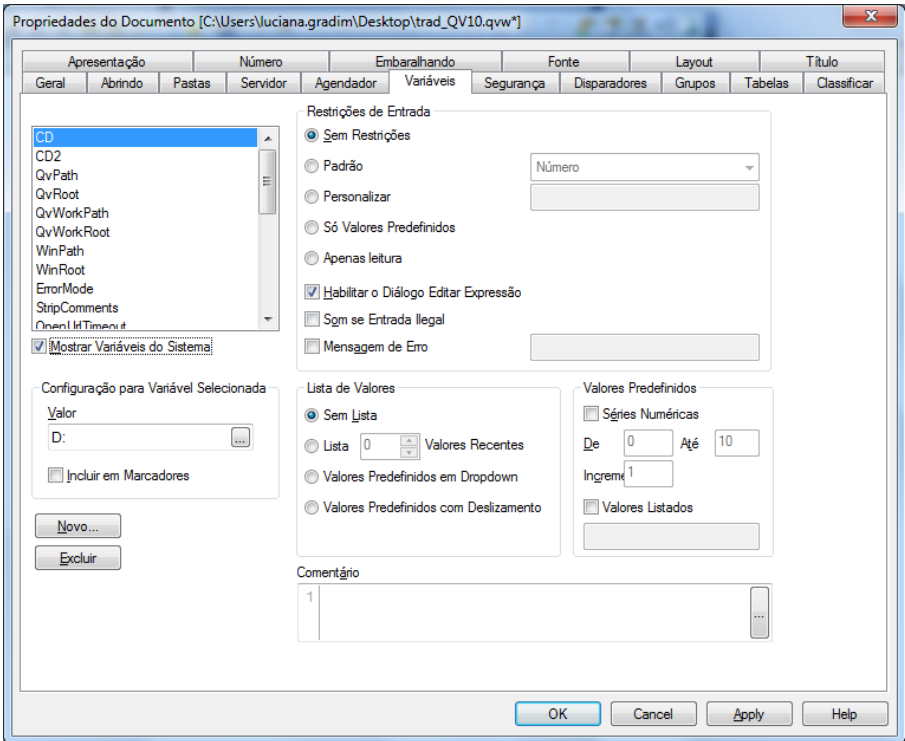 Propriedades do Documento [C:\Users\luciana.gradim\Desktop\trad_QV10.qvw*]
Apresentação Número Embaralhando Fonte Layout Título
Geral Abrindo Pastas Servidor Agendador Variáveis Segurança Disparadores Grupos Tabelas Classificar
CD
CD2
QvPath
QvRoot
QvWorkPath
QvWorkRoot
WinPath
WinRoot
ErrorMode
StripComments
OpenUrlTimeout
Mostrar Variáveis do Sistema
Configuração para Variável Selecionada
Valor
D:
...
Incluir em Marcadores
Novo...
Excluir
Restrições de Entrada
Sem Restrições
Padrão Número
Personalizar
Só Valores Predefinidos
Apenas leitura
Habilitar o Diálogo Editar Expressão
Som se Entrada Ilegal
Mensagem de Erro
Lista de Valores
Sem Lista
Lista 0 Valores Recentes
Valores Predefinidos em Dropdown
Valores Predefinidos com Deslizamento
Valores Predefinidos
Séries Numéricas
De 0 Até 10
Increme 1
Valores Listados
Comentário
1
...
OK Cancel Apply Help